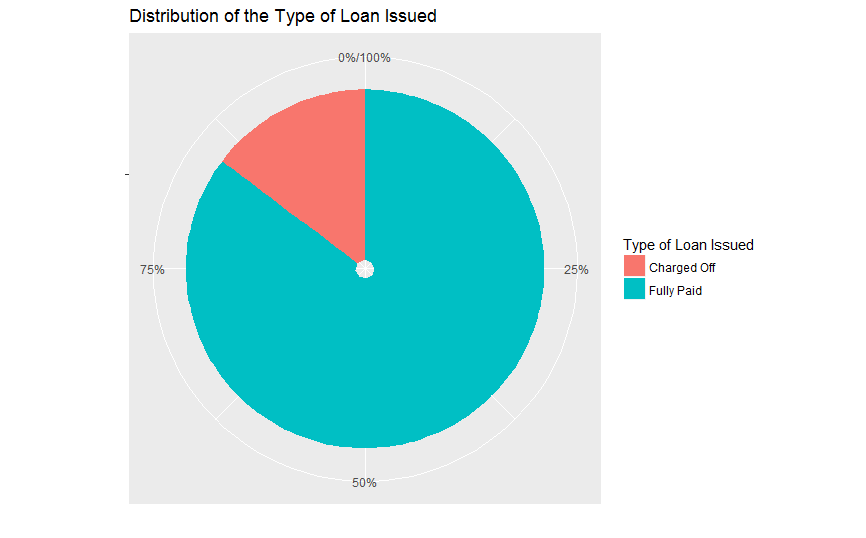 Distribution of the Type of Loan Issued
0%/100%
75%
25%
50%
Type of Loan Issued
Charged Off
Fully Paid